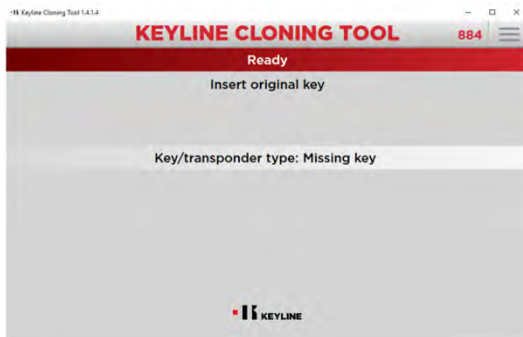 Keyline Cloning Tool 1.4.1.4
KEYLINE CLONING TOOL 884
Ready
Insert original key
Key/transponder type: Missing key
KEYLINE